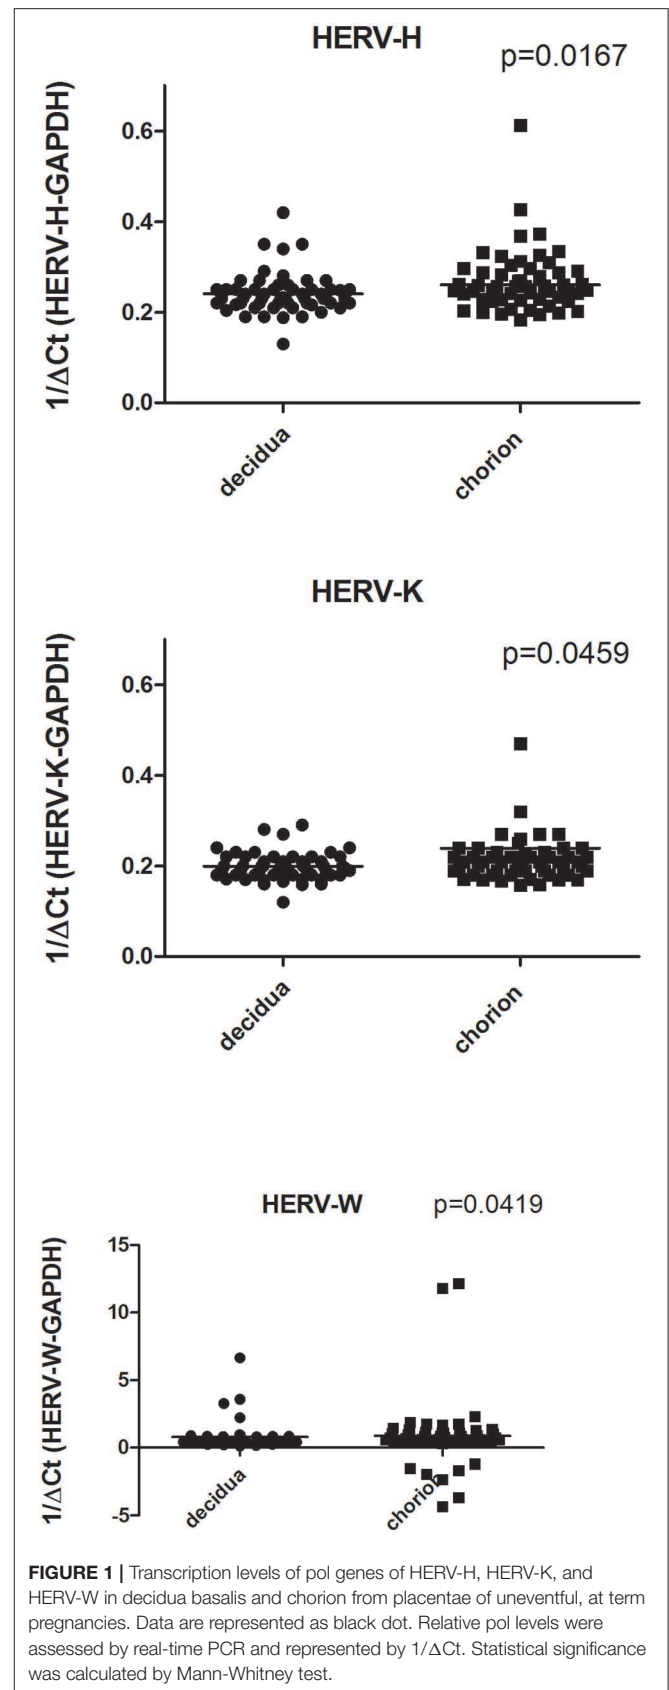 HERV-H
p=0.0167
1/ΔCt (HERV-H-GAPDH)
0.6
0.4
0.2
0.0
decidua
chorion
HERV-K
p=0.0459
1/ΔCt (HERV-K-GAPDH)
0.6
0.4
0.2
0.0
decidua
chorion
HERV-W
p=0.0419
1/ΔCt (HERV-W-GAPDH)
15
10
5
0
-5
decidua
chorion
FIGURE 1 | Transcription levels of pol genes of HERV-H, HERV-K, and
HERV-W in decidua basalis and chorion from placentae of uneventful, at term
pregnancies. Data are represented as black dot. Relative pol levels were
assessed by real-time PCR and represented by 1/ΔCt. Statistical significance
was calculated by Mann-Whitney test.